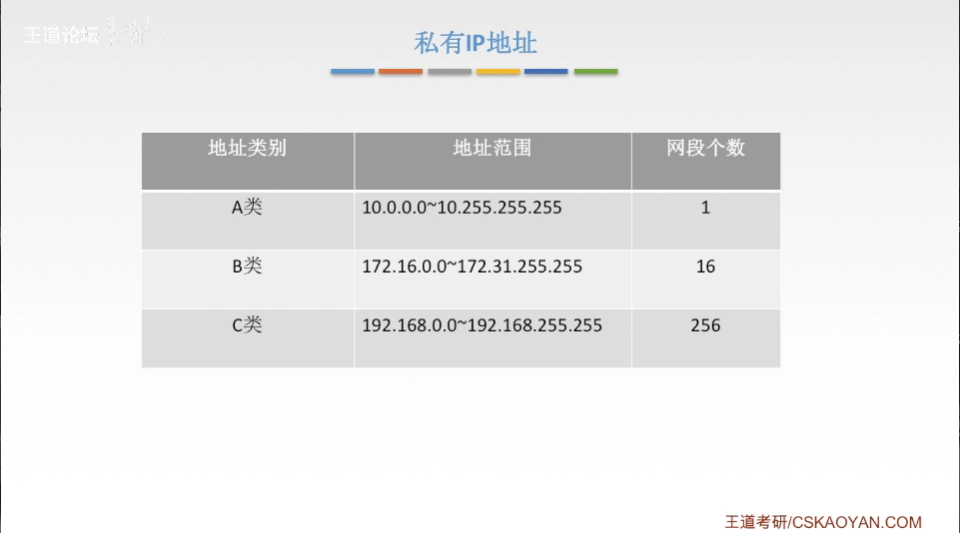 王道论坛
私有IP地址
地址类别 地址范围 网段个数
A类 10.0.0.0~10.255.255.255 1
B类 172.16.0.0~172.31.255.255 16
C类 192.168.0.0~192.168.255.255 256
王道考研/CSKAOYAN.COM